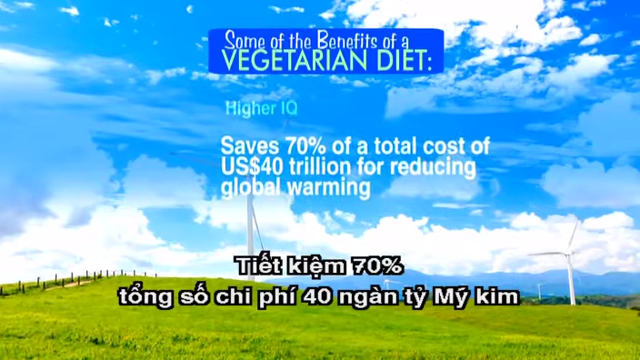 Some of the Benefits of a
VEGETARIAN DIET:
Higher IQ
Saves 70% of a total cost of
US$40 trillion for reducing
global warming
Tiết kiệm 70%
tổng số chi phí 40 ngàn tỷ Mỹ kim